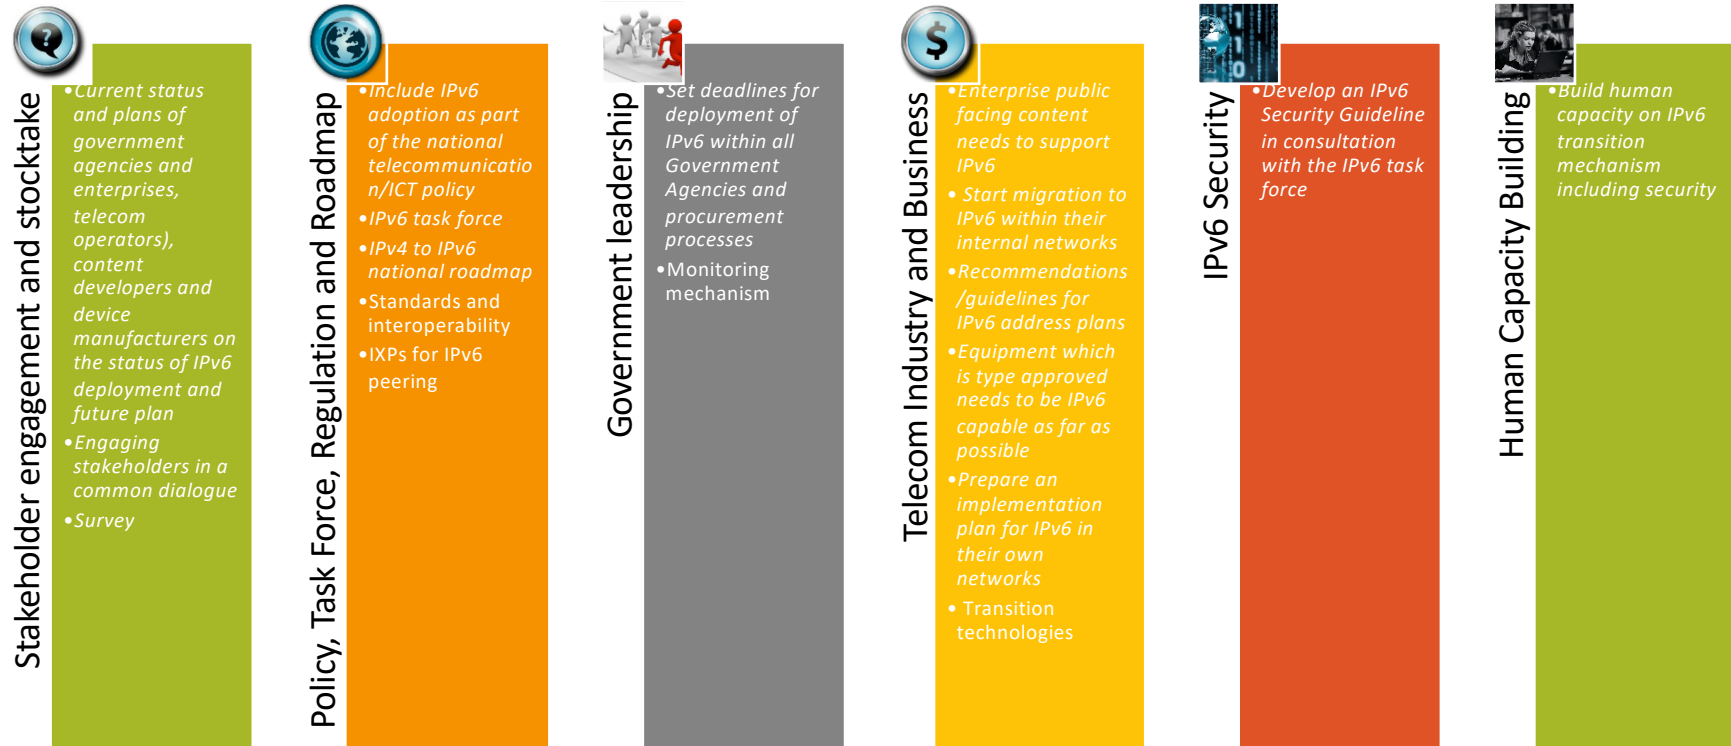 Stakeholder engagement and stocktake
•Current status
and plans of
government
agencies and
enterprises,
telecom
operators),
content
developers and
device
manufacturers on
the status of IPv6
deployment and
future plan
•Engaging
stakeholders in a
common dialogue
•Survey
Policy, Task Force, Regulation and Roadmap
•Include IPv6
adoption as part
of the national
telecommunicatio
n/ICT policy
•IPv6 task force
•IPv4 to IPv6
national roadmap
•Standards and
interoperability
•IXPs for IPv6
peering
Government leadership
•Set deadlines for
deployment of
IPv6 within all
Government
Agencies and
procurement
processes
•Monitoring
mechanism
Telecom Industry and Business
•Enterprise public
facing content
needs to support
IPv6
• Start migration to
IPv6 within their
internal networks
•Recommendations
/guidelines for
IPv6 address plans
•Equipment which
is type approved
needs to be IPv6
capable as far as
possible
•Prepare an
implementation
plan for IPv6 in
their own
networks
• Transition
technologies
IPv6 Security
•Develop an IPv6
Security Guideline
in consultation
with the IPv6 task
force
Human Capacity Building
•Build human
capacity on IPv6
transition
mechanism
including security